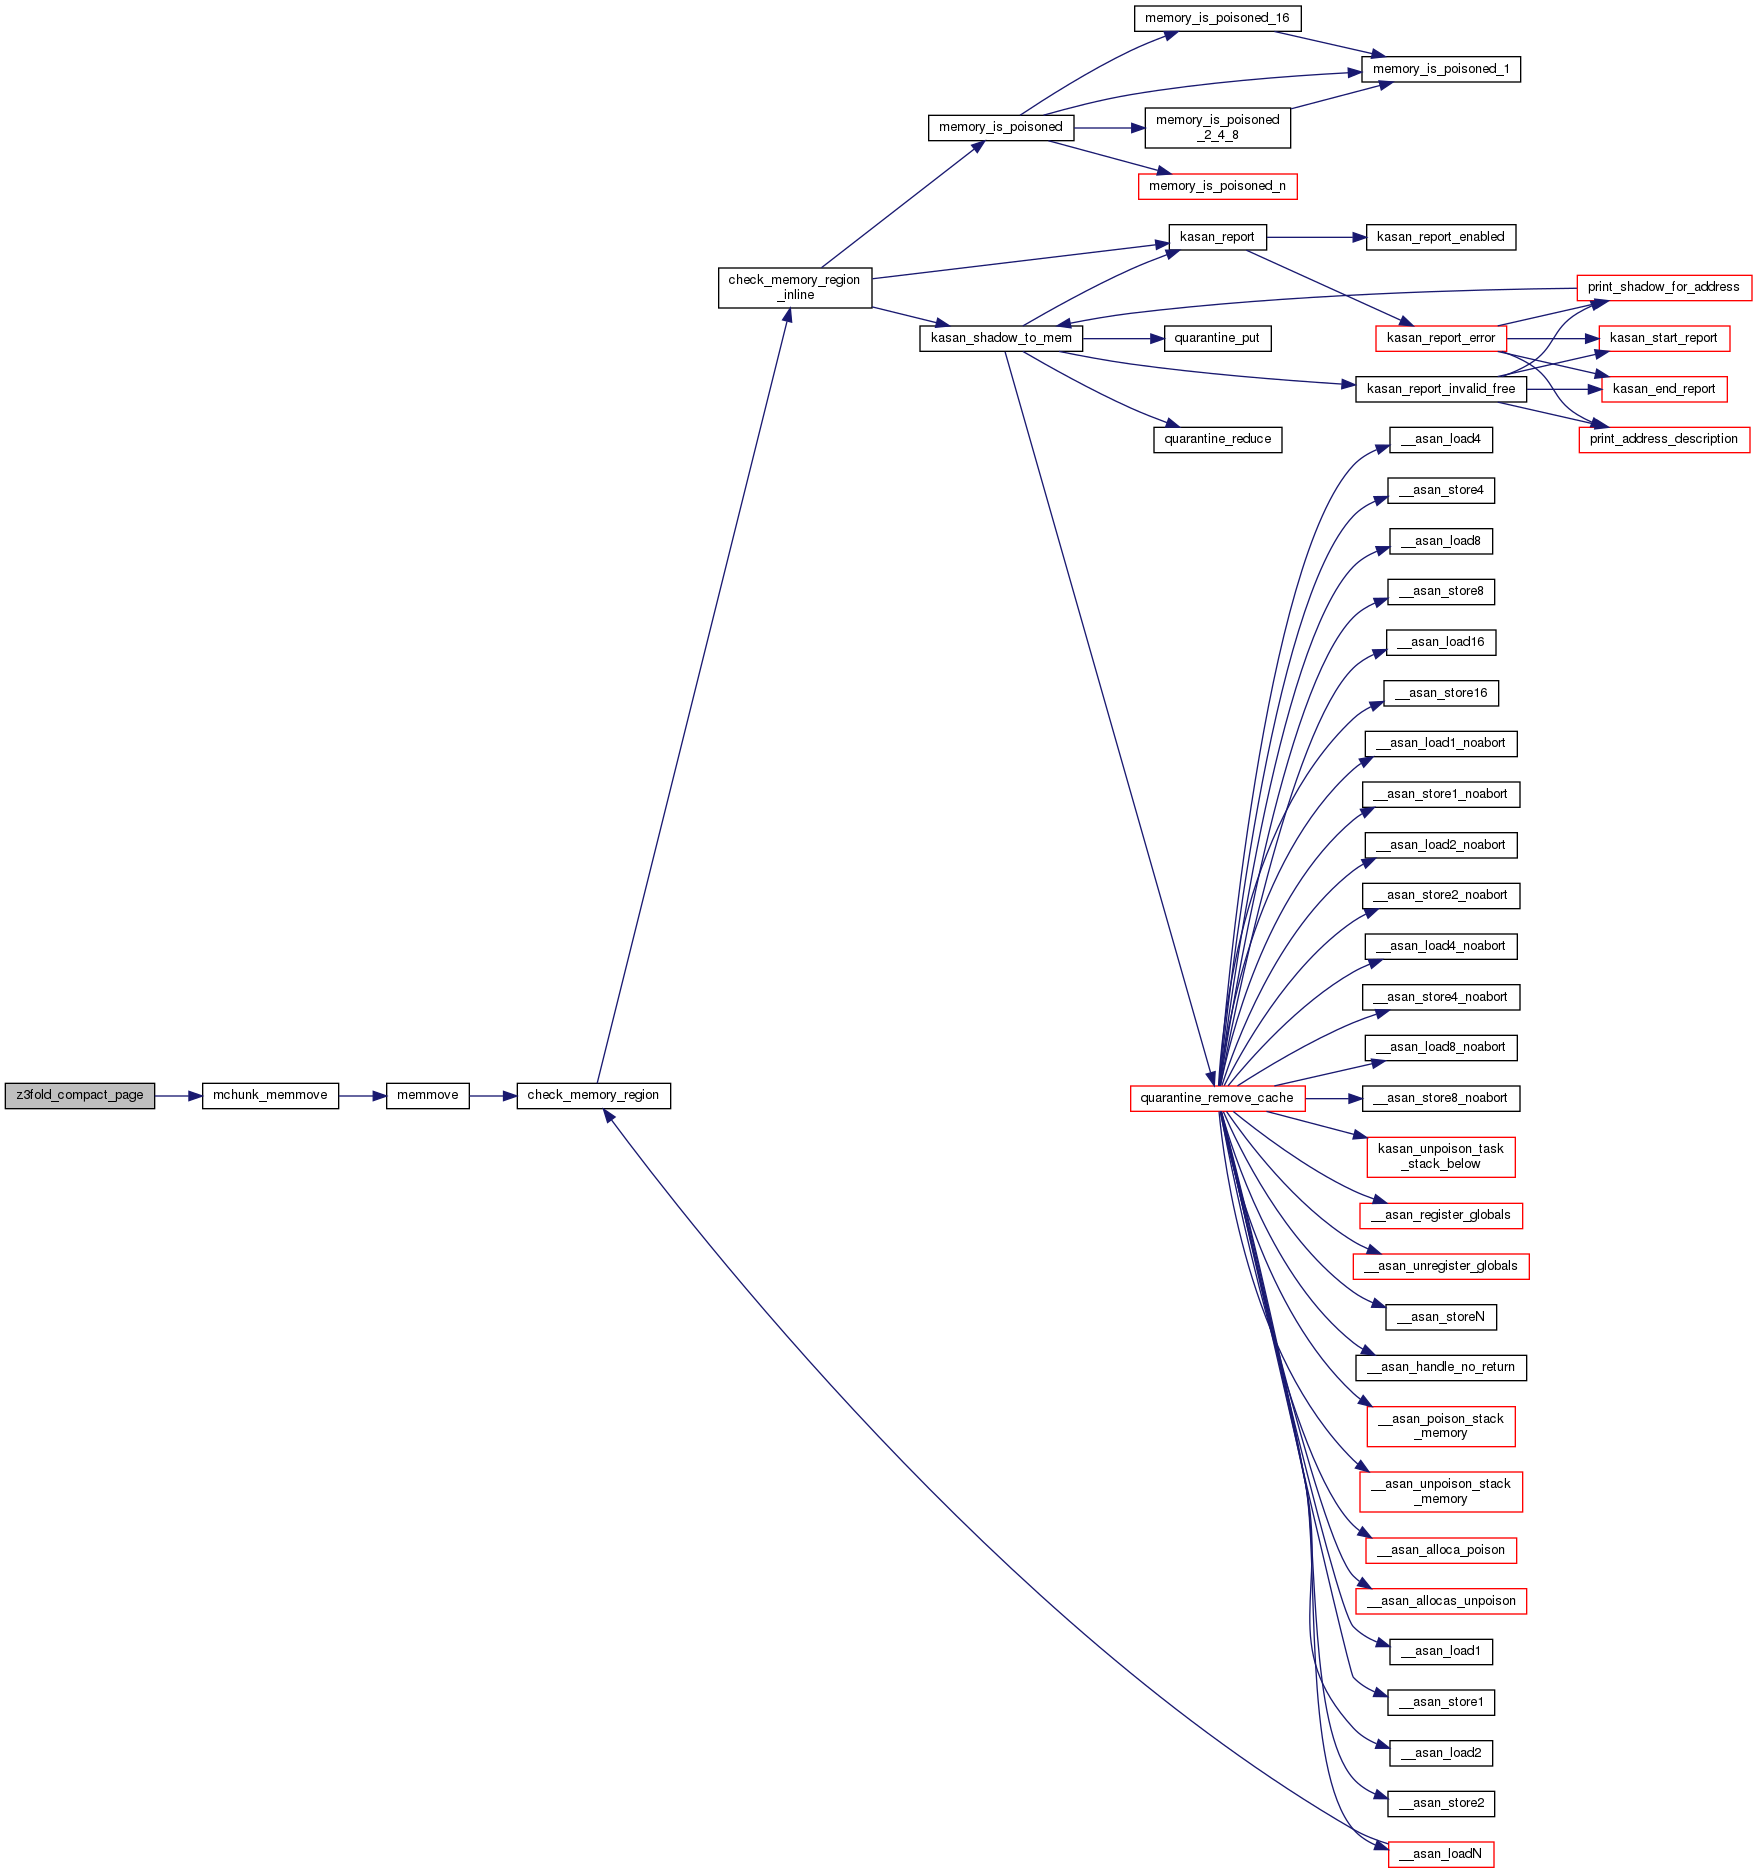 memory_is_poisoned_16
memory_is_poisoned_1
memory_is_poisoned
memory_is_poisoned
_2_4_8
memory_is_poisoned_n
kasan_report
kasan_report_enabled
check_memory_region
_inline
print_shadow_for_address
kasan_shadow_to_mem
quarantine_put
kasan_report_error
kasan_start_report
kasan_report_invalid_free
kasan_end_report
quarantine_reduce
__asan_load4
print_address_description
__asan_store4
__asan_load8
__asan_store8
__asan_load16
__asan_store16
__asan_load1_noabort
__asan_store1_noabort
__asan_load2_noabort
__asan_store2_noabort
__asan_load4_noabort
__asan_store4_noabort
__asan_load8_noabort
z3fold_compact_page
mchunk_memmove
memmove
check_memory_region
quarantine_remove_cache
__asan_store8_noabort
kasan_unpoison_task
_stack_below
__asan_register_globals
__asan_unregister_globals
__asan_storeN
__asan_handle_no_return
__asan_poison_stack
_memory
__asan_unpoison_stack
_memory
__asan_alloca_poison
__asan_allocas_unpoison
__asan_load1
__asan_store1
__asan_load2
__asan_store2
__asan_loadN